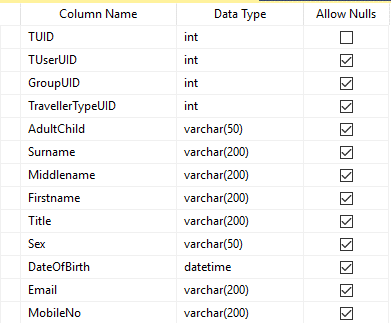 Column Name Data Type Allow Nulls
TUID int
TUserUID int
GroupUID int
TravellerTypeUID int
AdultChild varchar(50)
Surname varchar(200)
Middlename varchar(200)
Firstname varchar(200)
Title varchar(200)
Sex varchar(50)
DateOfBirth datetime
Email varchar(200)
MobileNo varchar(200)